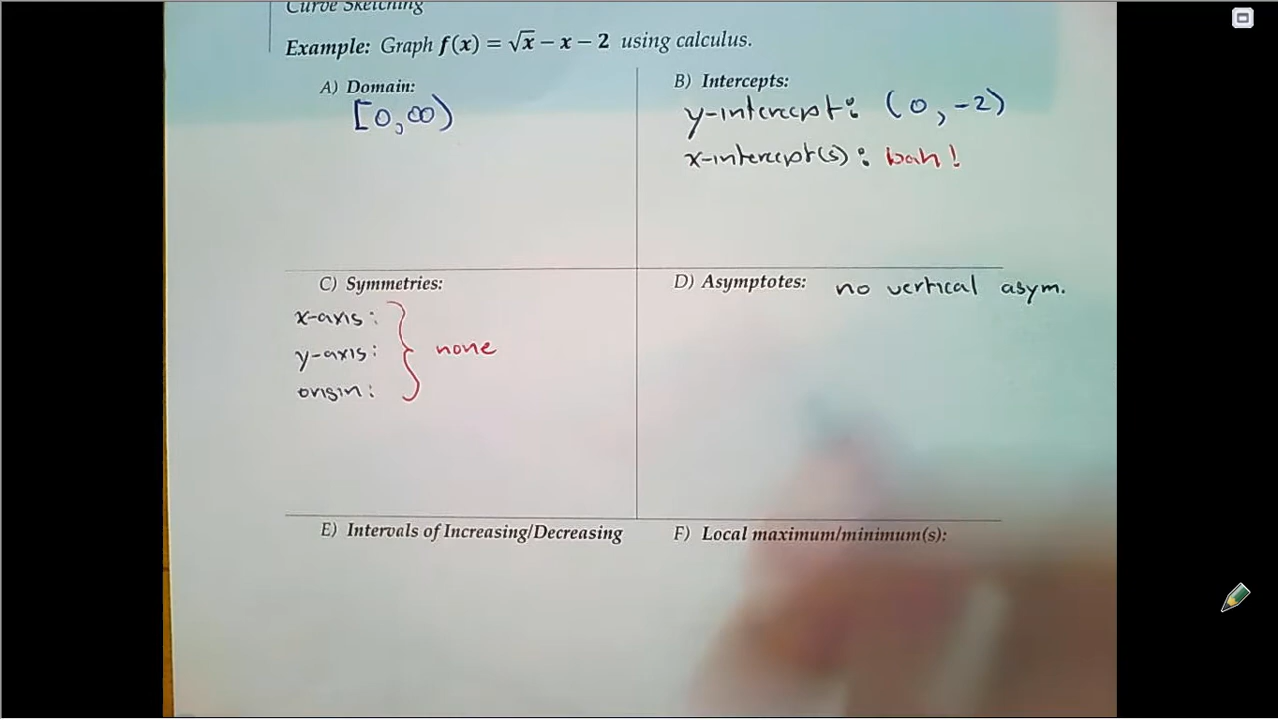 Curve Sketching
Example: Graph f(x) = √x − x − 2 using calculus.
A) Domain:
[0,∞)
B) Intercepts:
y-intercept: (0, -2)
x-intercept(s): bah!
C) Symmetries:
x-axis:
y-axis:
origin:
none
D) Asymptotes: no vertical asym.
E) Intervals of Increasing/Decreasing
F) Local maximum/minimum(s):